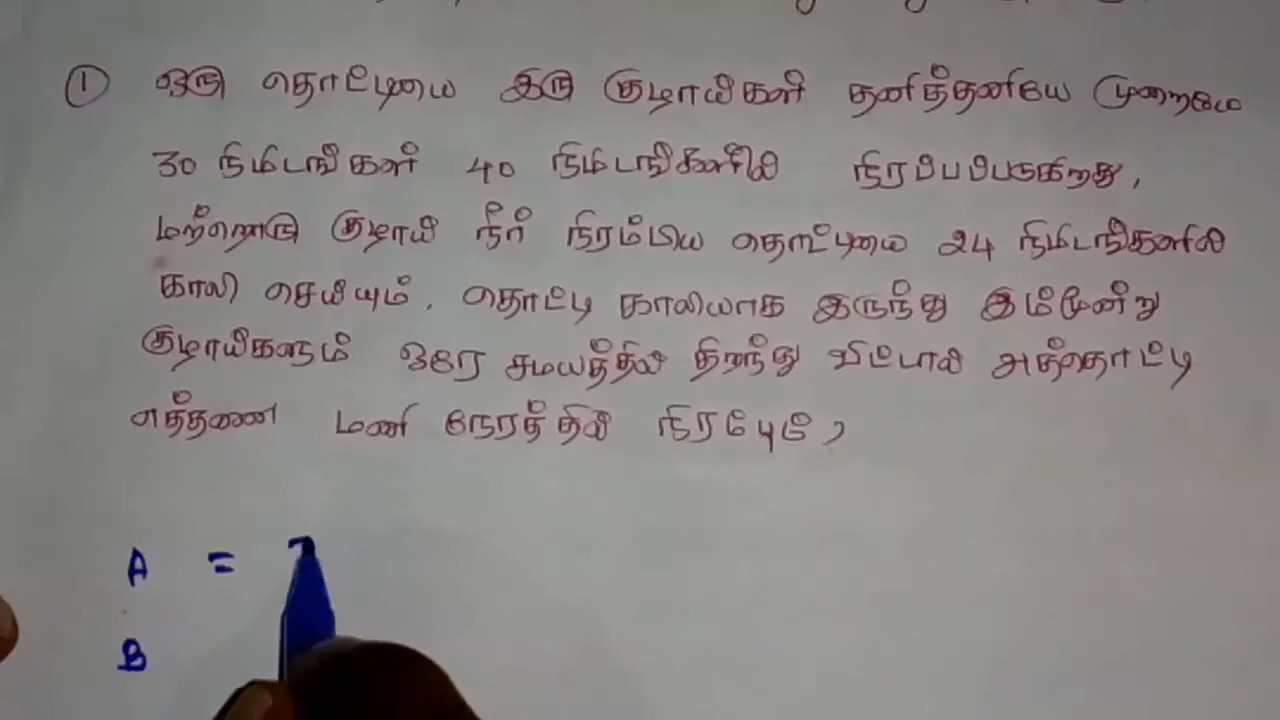 ① ஒரு தொட்டியை இரு குழாய்கள் தனித்தனியே முறையே
30 நிமிடங்கள் 40 நிமிடங்களில் நிரப்பப்படுகிறது,
மற்றொரு குழாய் நீர் நிரம்பிய தொட்டியை 24 நிமிடங்களில்
காலி செய்யும். தொட்டி காலியாக இருந்து இம்மூன்று
குழாய்களும் ஒரே சமயத்தில் திறந்து விட்டால் அத்தொட்டி
எத்தனை மணி நேரத்தில் நிரபும்?
A =
B